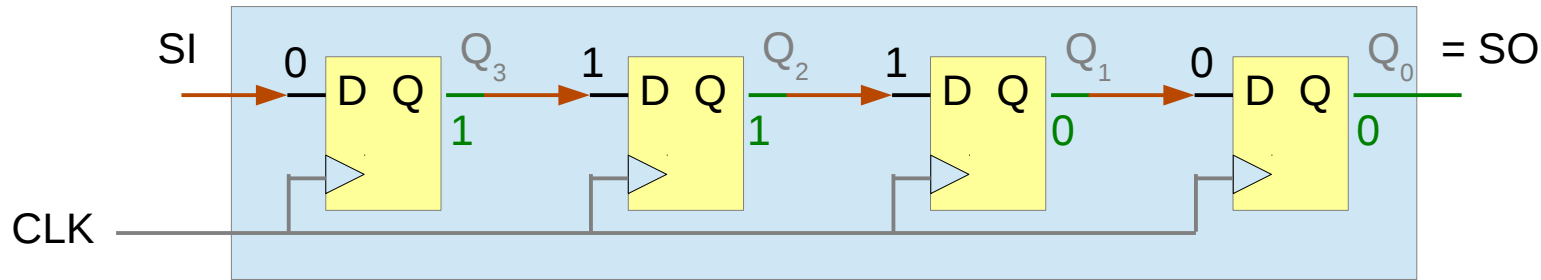 SI 0 Q3 1 Q2 1 Q1 0 Q0 = SO
D Q D Q D Q D Q
1 1 0 0
CLK